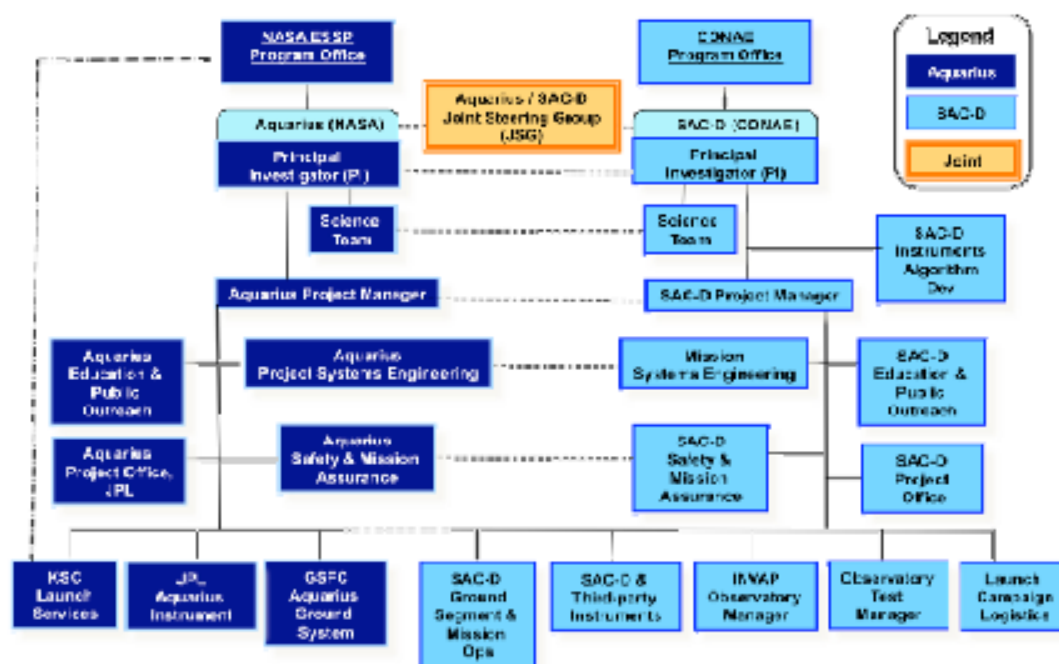 NASA ESSP
Program Office
CONAE
Program Office
Legend
Aquarius
SAC-D
Joint
Aquarius / SAC-D
Joint Steering Group
(JSG)
Aquarius (NASA)
SAC-D (CONAE)
Principal
Investigator (PI)
Principal
Investigator (PI)
Science
Team
Science
Team
SAC-D
Instruments
Algorithm
Dev
Aquarius Project Manager
SAC-D Project Manager
Aquarius
Education &
Public
Outreach
Aquarius
Project Systems Engineering
Mission
Systems Engineering
SAC-D
Education &
Public
Outreach
Aquarius
Project Office,
JPL
Aquarius
Safety & Mission
Assurance
SAC-D
Safety &
Mission
Assurance
SAC-D
Project
Office
KSC
Launch
Services
JPL
Aquarius
Instrument
GSFC
Aquarius
Ground
System
SAC-D
Ground
Segment &
Mission
Ops
SAC-D &
Third-party
Instruments
INVAP
Observatory
Manager
Observatory
Test
Manager
Launch
Campaign
Logistics